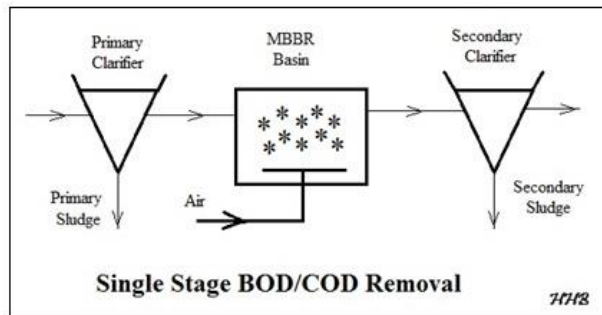 Primary
Clarifier
MBBR
Basin
Secondary
Clarifier
Primary
Sludge
Air
Secondary
Sludge
Single Stage BOD/COD Removal
HHB